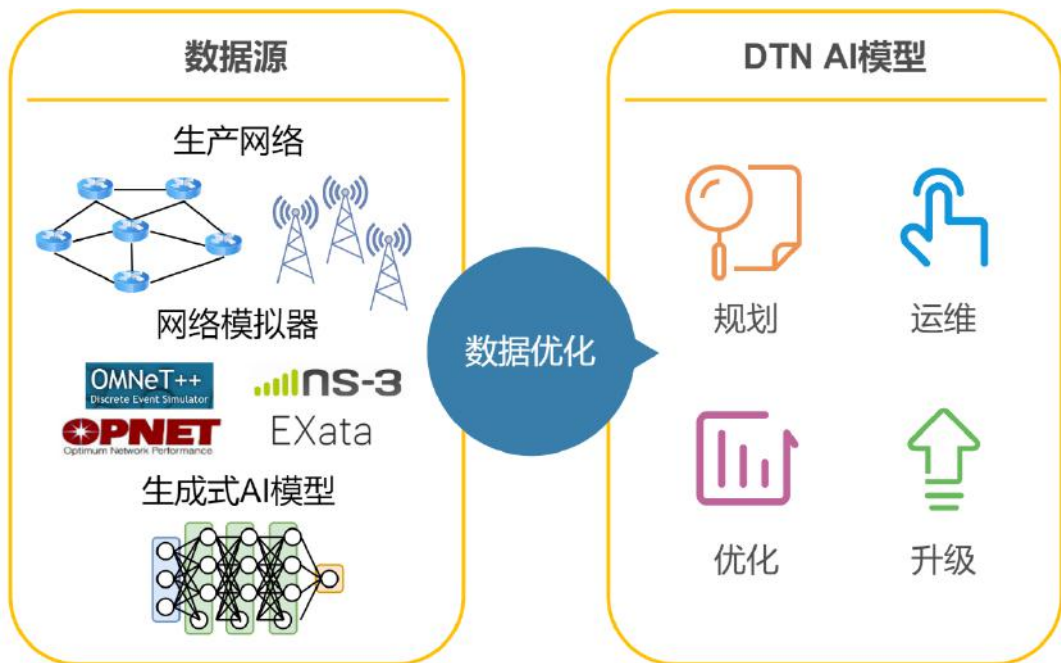 数据源
生产网络
网络模拟器
OMNeT++
Discrete Event Simulator
ns-3
OPNET
Optimum Network Performance
EXata
生成式AI模型
数据优化
DTN AI模型
规划
运维
优化
升级